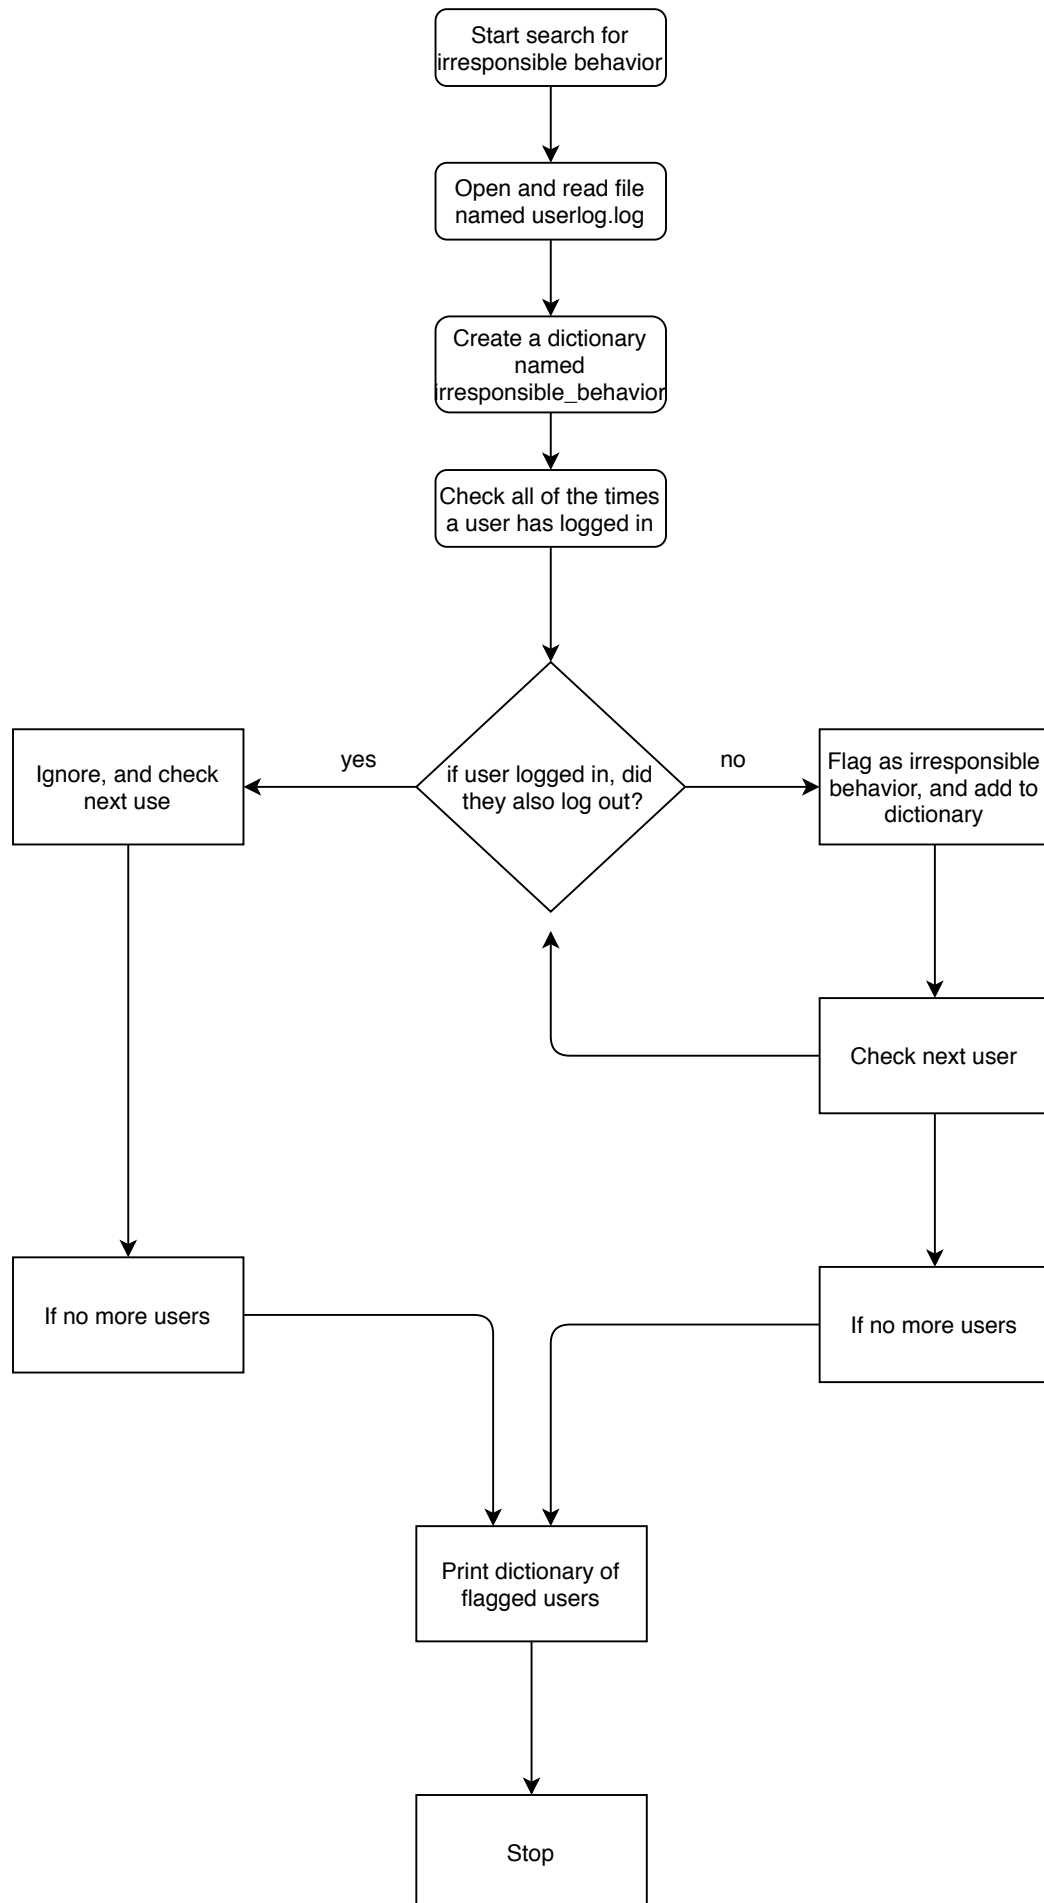 Start search for
irresponsible behavior
Open and read file
named userlog.log
Create a dictionary
named
irresponsible_behavior
Check all of the times
a user has logged in
if user logged in, did
they also log out?
yes
no
Ignore, and check
next use
Flag as irresponsible
behavior, and add to
dictionary
Check next user
If no more users
If no more users
Print dictionary of
flagged users
Stop